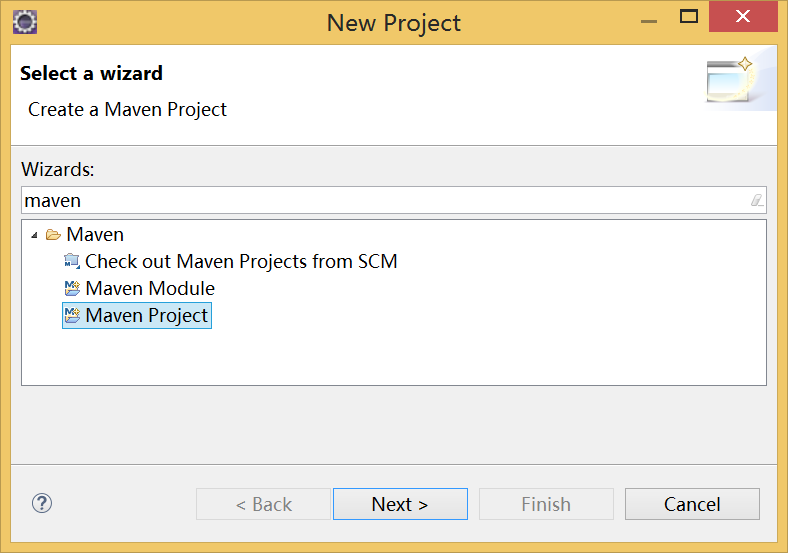 New Project
Select a wizard
Create a Maven Project
Wizards:
maven
Maven
Check out Maven Projects from SCM
Maven Module
Maven Project
< Back Next > Finish Cancel